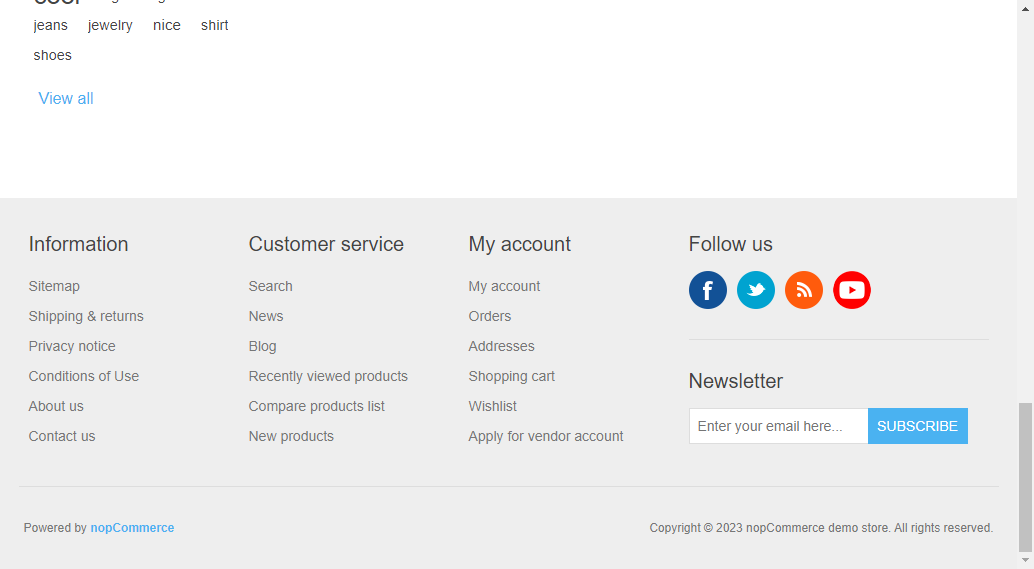 jeans jewelry nice shirt
shoes
View all
Information
Sitemap
Shipping & returns
Privacy notice
Conditions of Use
About us
Contact us
Customer service
Search
News
Blog
Recently viewed products
Compare products list
New products
My account
My account
Orders
Addresses
Shopping cart
Wishlist
Apply for vendor account
Follow us
Newsletter
Enter your email here... SUBSCRIBE
Powered by nopCommerce
Copyright © 2023 nopCommerce demo store. All rights reserved.